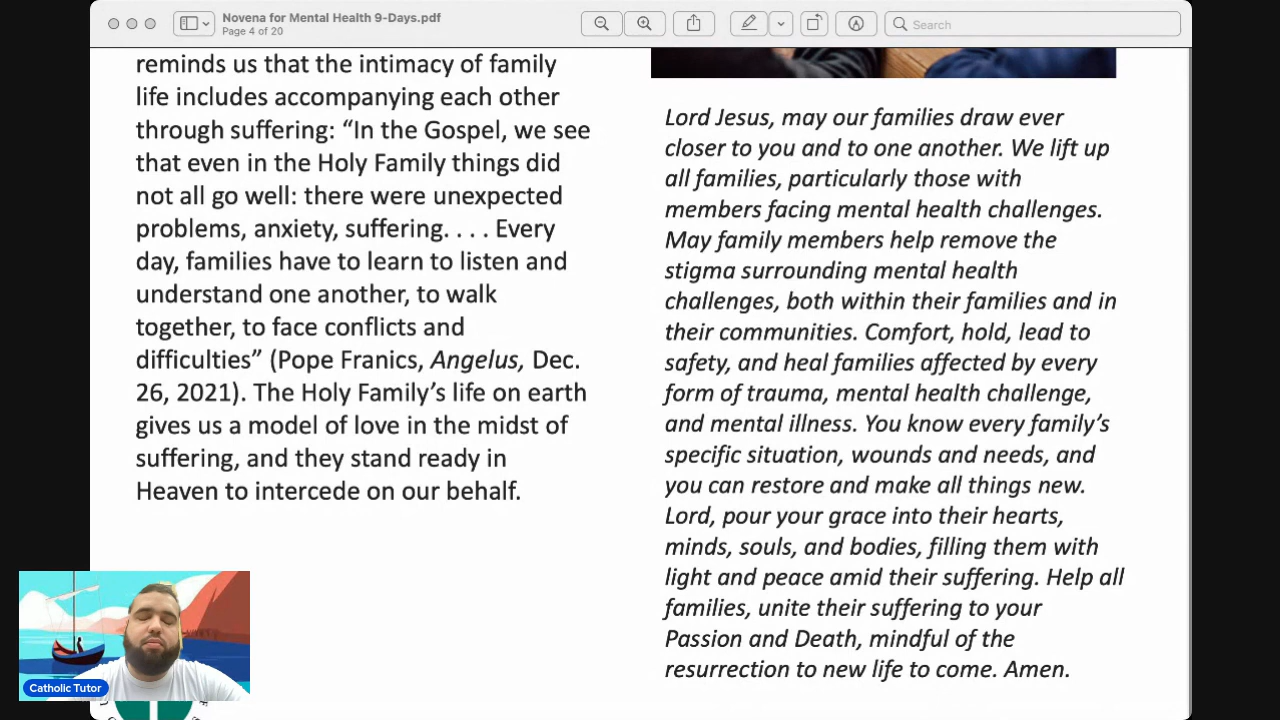 Novena for Mental Health 9-Days.pdf
Page 4 of 20
Search
reminds us that the intimacy of family
life includes accompanying each other
through suffering: “In the Gospel, we see
that even in the Holy Family things did
not all go well: there were unexpected
problems, anxiety, suffering. . . . Every
day, families have to learn to listen and
understand one another, to walk
together, to face conflicts and
difficulties” (Pope Franics, Angelus, Dec.
26, 2021). The Holy Family’s life on earth
gives us a model of love in the midst of
suffering, and they stand ready in
Heaven to intercede on our behalf.
Lord Jesus, may our families draw ever
closer to you and to one another. We lift up
all families, particularly those with
members facing mental health challenges.
May family members help remove the
stigma surrounding mental health
challenges, both within their families and in
their communities. Comfort, hold, lead to
safety, and heal families affected by every
form of trauma, mental health challenge,
and mental illness. You know every family’s
specific situation, wounds and needs, and
you can restore and make all things new.
Lord, pour your grace into their hearts,
minds, souls, and bodies, filling them with
light and peace amid their suffering. Help all
families, unite their suffering to your
Passion and Death, mindful of the
resurrection to new life to come. Amen.
Catholic Tutor